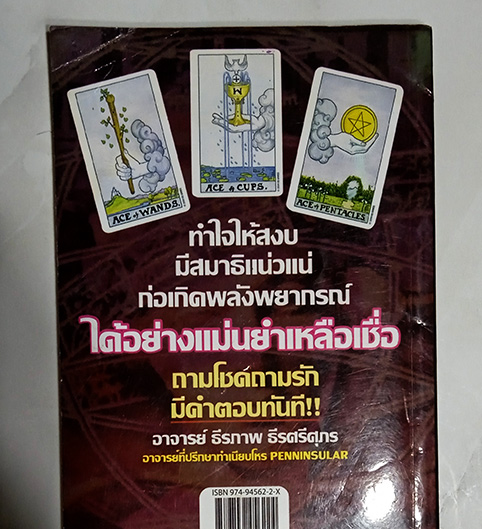 ACE of WANDS.
ACE of CUPS.
ACE of PENTACLES
ทำใจให้สงบ
มีสมาธิแน่วแน่
ก่อเกิดพลังพยากรณ์
ได้อย่างแม่นยำเหลือเชื่อ
ถามโชคถามรัก
มีคำตอบทันที!!
อาจารย์ ธีรภาพ ธีรศรีศุภร
อาจารย์ที่ปรึกษาทำเนียบโหร PENNINSULAR
ISBN 974-94562-2-X